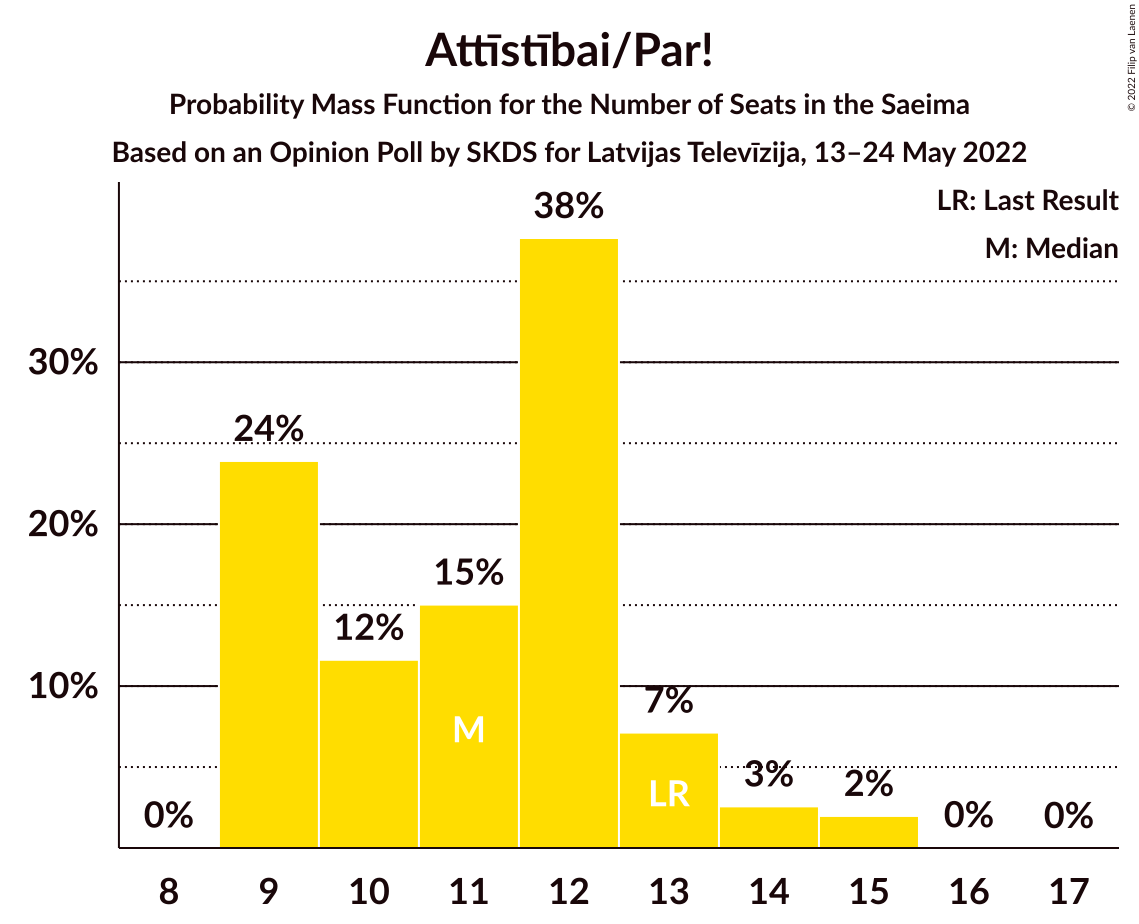 Attīstībai/Par!
Probability Mass Function for the Number of Seats in the Saeima
Based on an Opinion Poll by SKDS for Latvijas Televīzija, 13–24 May 2022
© 2022 Filip van Laenen
LR: Last Result
M: Median
38%
30%
24%
20%
15%
12%
10%
7%
M
3%
LR
2%
0%
0%
0%
8 9 10 11 12 13 14 15 16 17